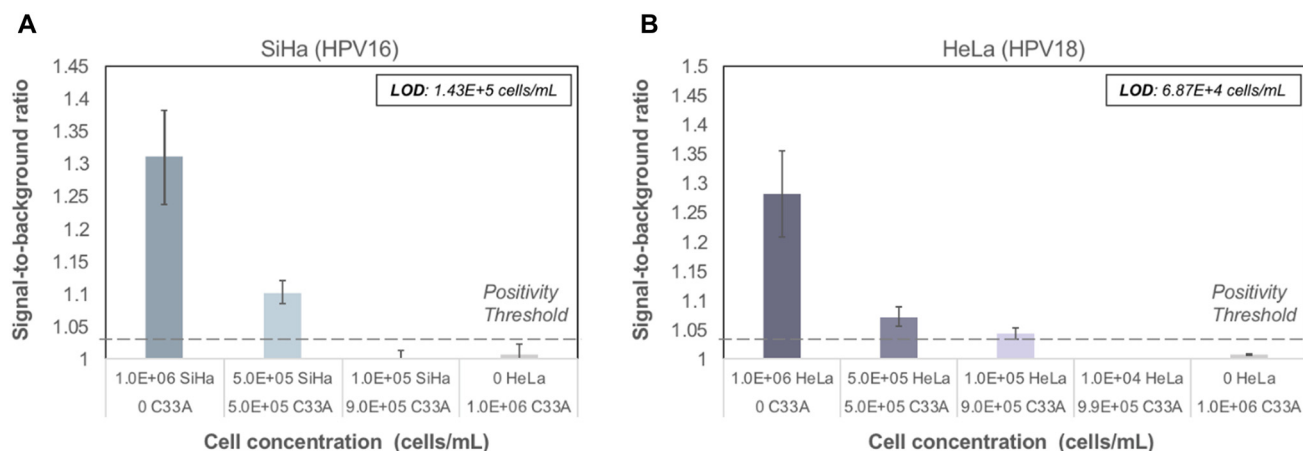 A
SiHa (HPV16)
Signal-to-background ratio
1.45
1.4
1.35
1.3
1.25
1.2
1.15
1.1
1.05
1
LOD: 1.43E+5 cells/mL
Positivity
Threshold
1.0E+06 SiHa 5.0E+05 SiHa 1.0E+05 SiHa 0 HeLa
0 C33A 5.0E+05 C33A 9.0E+05 C33A 1.0E+06 C33A
Cell concentration (cells/mL)
B
HeLa (HPV18)
Signal-to-background ratio
1.5
1.45
1.4
1.35
1.3
1.25
1.2
1.15
1.1
1.05
1
LOD: 6.87E+4 cells/mL
Positivity
Threshold
1.0E+06 HeLa 5.0E+05 HeLa 1.0E+05 HeLa 1.0E+04 HeLa 0 HeLa
0 C33A 5.0E+05 C33A 9.0E+05 C33A 9.9E+05 C33A 1.0E+06 C33A
Cell concentration (cells/mL)